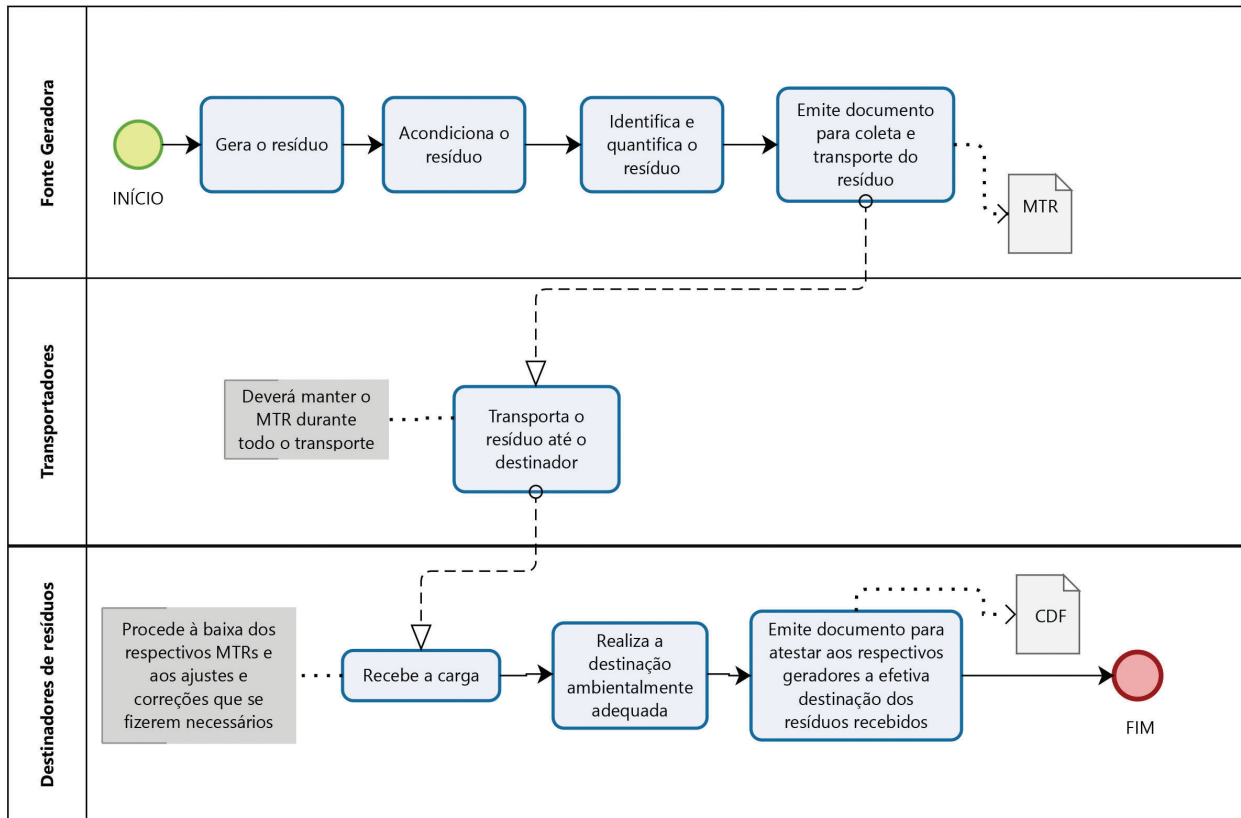 Fonte Geradora
INÍCIO
Gera o resíduo
Acondiciona o
resíduo
Identifica e
quantifica o
resíduo
Emite documento
para coleta e
transporte do
resíduo
MTR
Transportadores
Deverá manter o
MTR durante
todo o transporte
Transporta o
resíduo até o
destinador
Destinadores de resíduos
Procede à baixa dos
respectivos MTRs e
aos ajustes e
correções que se
fizerem necessários
Recebe a carga
Realiza a
destinação
ambientalmente
adequada
Emite documento para
atestar aos respectivos
geradores a efetiva
destinação dos
resíduos recebidos
CDF
FIM